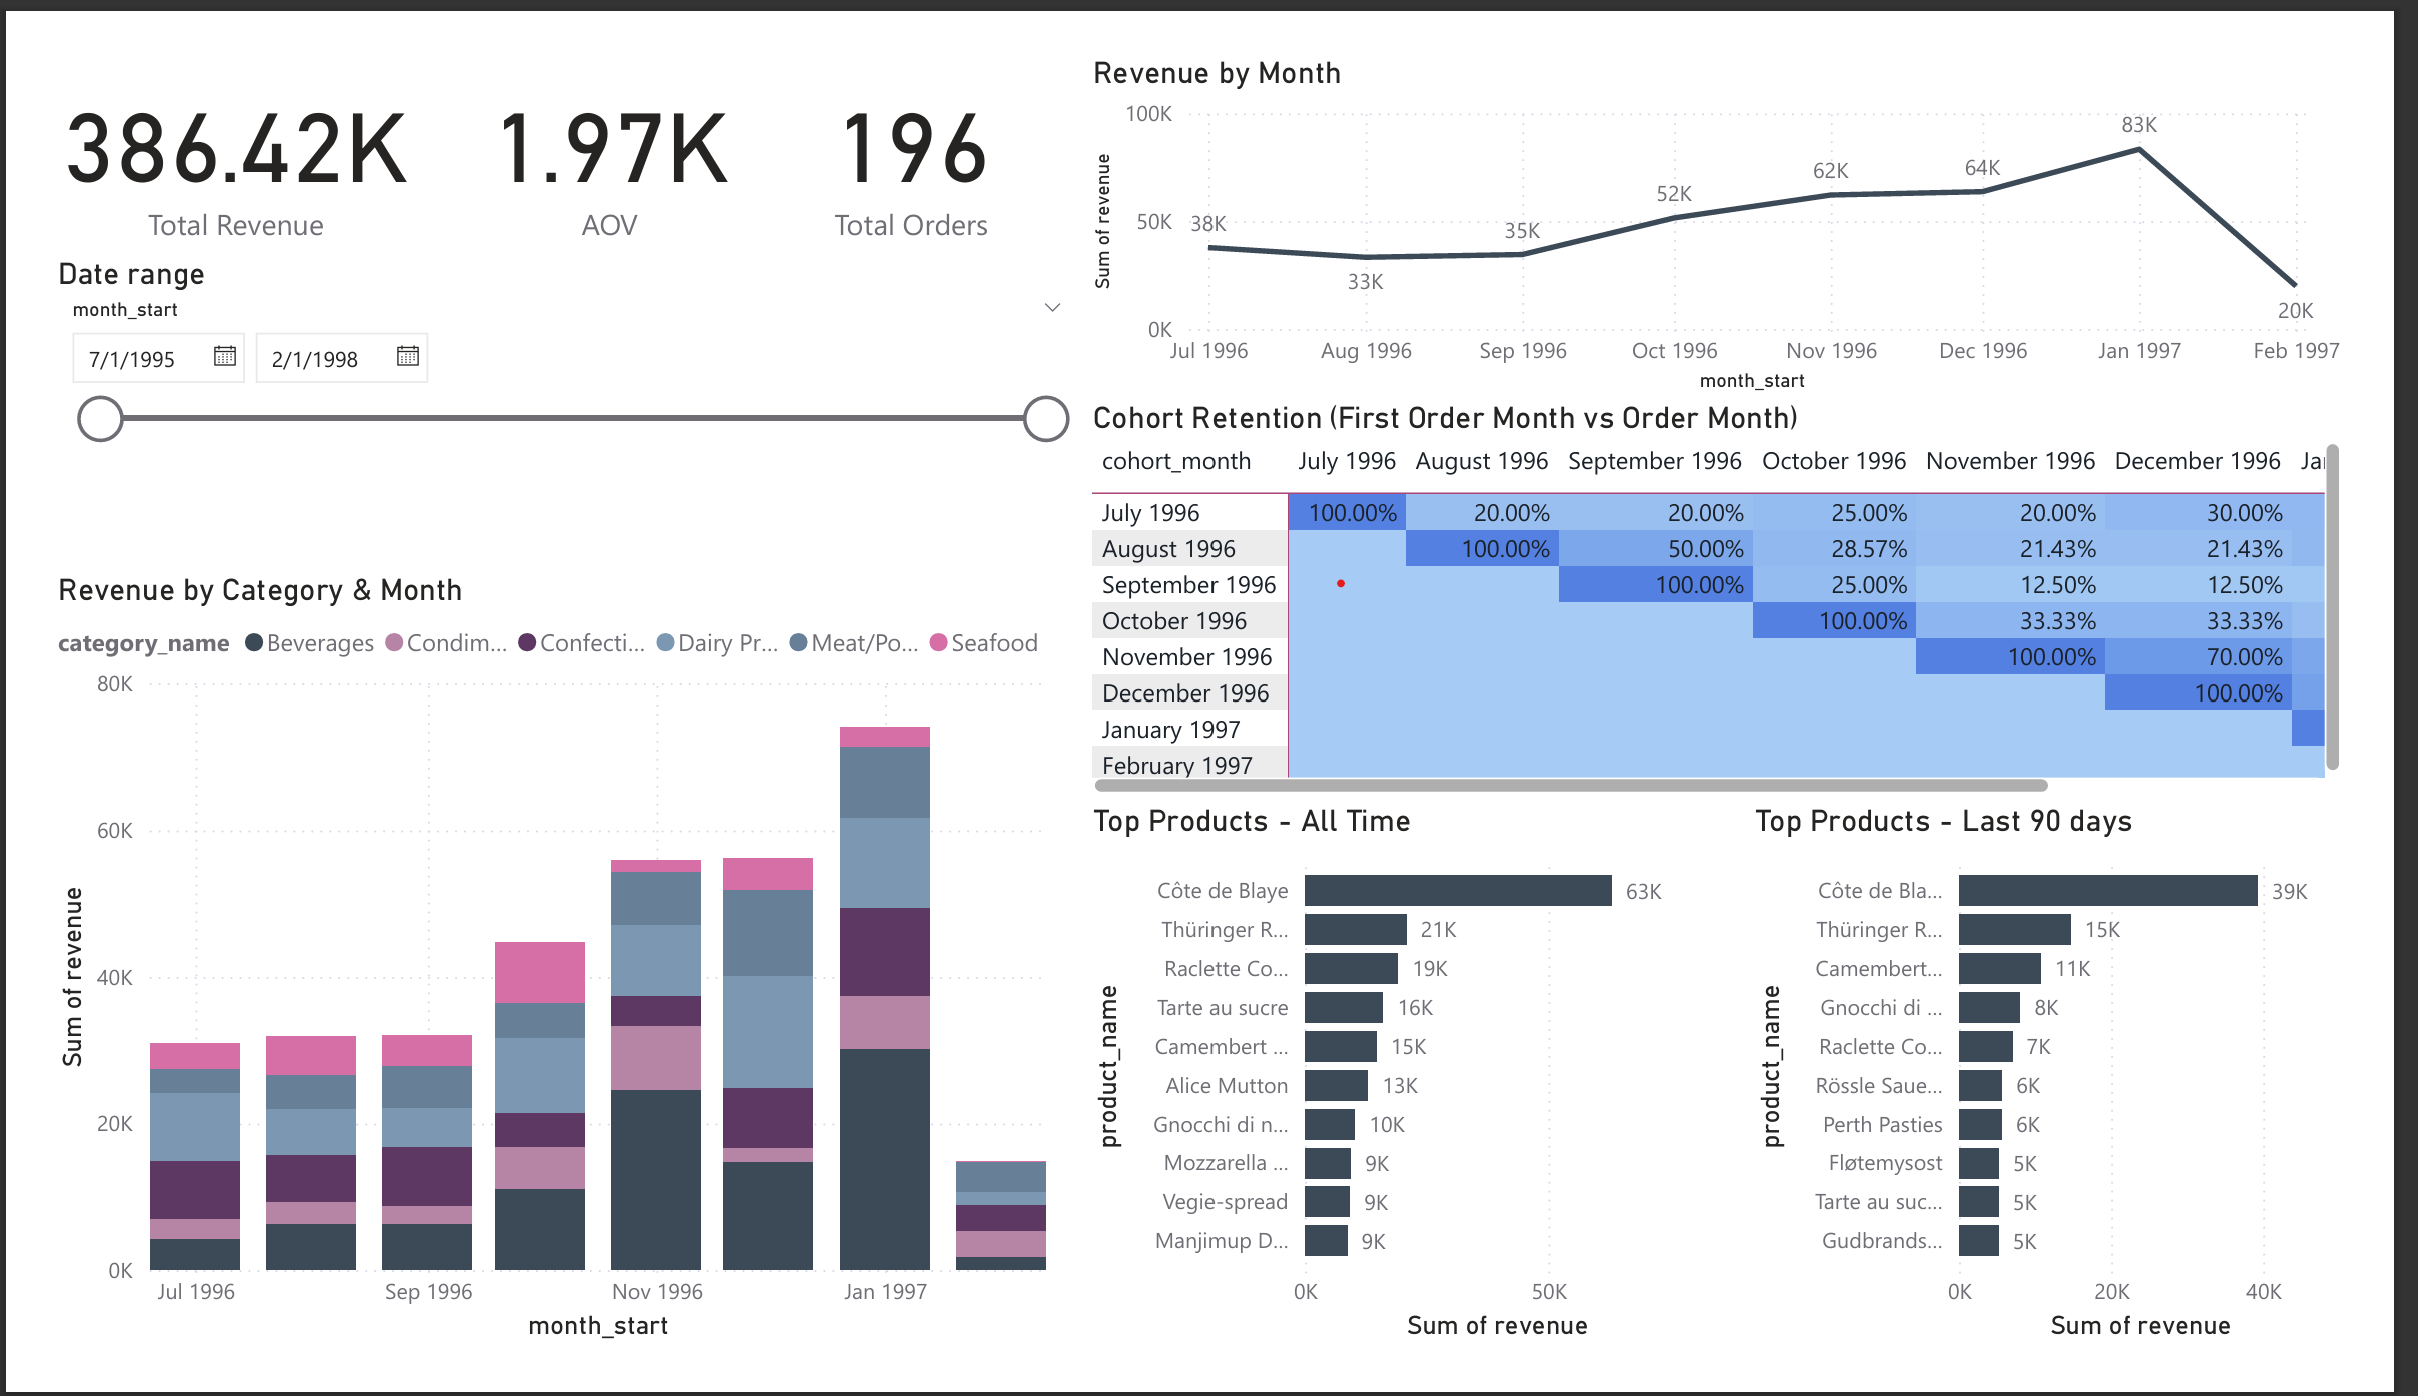 386.42K
Total Revenue
1.97K
AOV
196
Total Orders
Date range
month_start
7/1/1995
2/1/1998
Revenue by Month
Sum of revenue
100K
50K
0K
38K
33K
35K
52K
62K
64K
83K
20K
Jul 1996 Aug 1996 Sep 1996 Oct 1996 Nov 1996 Dec 1996 Jan 1997 Feb 1997
month_start
Cohort Retention (First Order Month vs Order Month)
cohort_month July 1996 August 1996 September 1996 October 1996 November 1996 December 1996 Ja
July 1996 100.00% 20.00% 20.00% 25.00% 20.00% 30.00%
August 1996 100.00% 50.00% 28.57% 21.43% 21.43%
September 1996 100.00% 25.00% 12.50% 12.50%
October 1996 100.00% 33.33% 33.33%
November 1996 100.00% 70.00%
December 1996 100.00%
January 1997
February 1997
Revenue by Category & Month
category_name Beverages Condim... Confecti... Dairy Pr... Meat/Po... Seafood
Sum of revenue
80K
60K
40K
20K
0K
Jul 1996 Sep 1996 Nov 1996 Jan 1997
month_start
Top Products - All Time
product_name
Côte de Blaye 63K
Thüringer R... 21K
Raclette Co... 19K
Tarte au sucre 16K
Camembert ... 15K
Alice Mutton 13K
Gnocchi di n... 10K
Mozzarella ... 9K
Vegie-spread 9K
Manjimup D... 9K
0K 50K
Sum of revenue
Top Products - Last 90 days
product_name
Côte de Bla... 39K
Thüringer R... 15K
Camembert... 11K
Gnocchi di ... 8K
Raclette Co... 7K
Rössle Saue... 6K
Perth Pasties 6K
Fløtemysost 5K
Tarte au suc... 5K
Gudbrands... 5K
0K 20K 40K
Sum of revenue